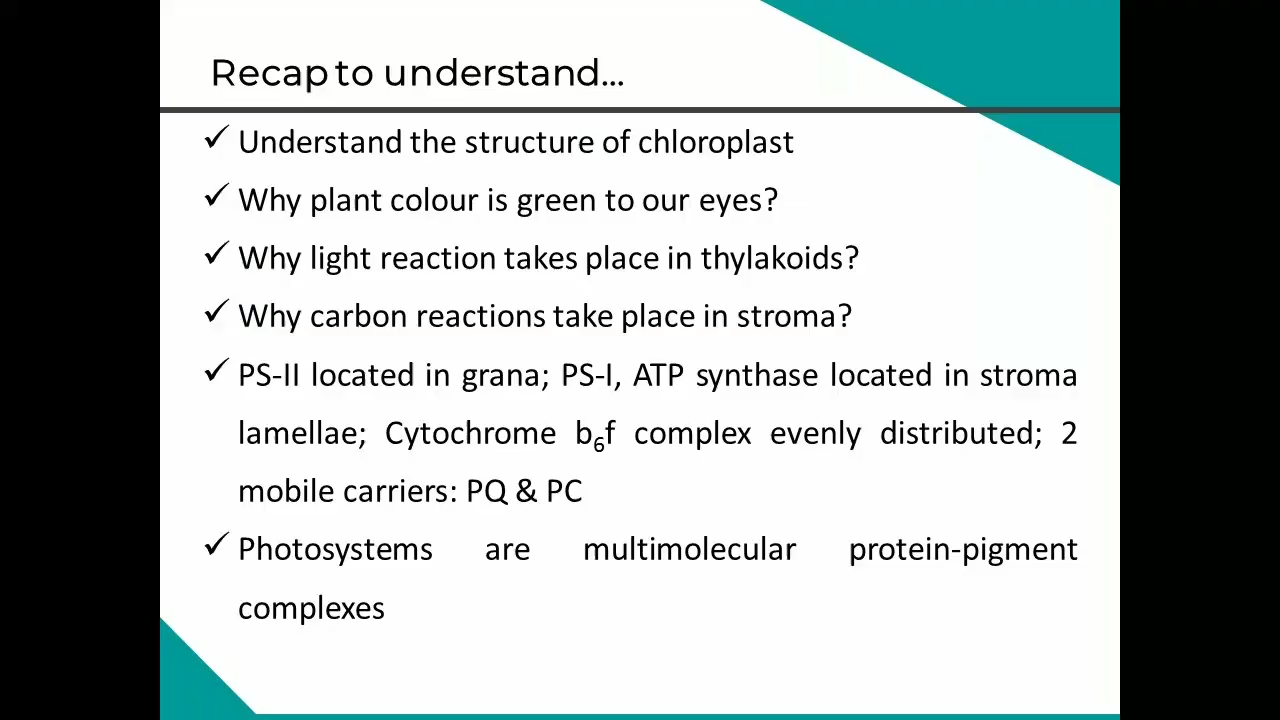 Recap to understand...
✓ Understand the structure of chloroplast
✓ Why plant colour is green to our eyes?
✓ Why light reaction takes place in thylakoids?
✓ Why carbon reactions take place in stroma?
✓ PS-II located in grana; PS-I, ATP synthase located in stroma
lamellae; Cytochrome b₆f complex evenly distributed; 2
mobile carriers: PQ & PC
✓ Photosystems are multimolecular protein-pigment
complexes